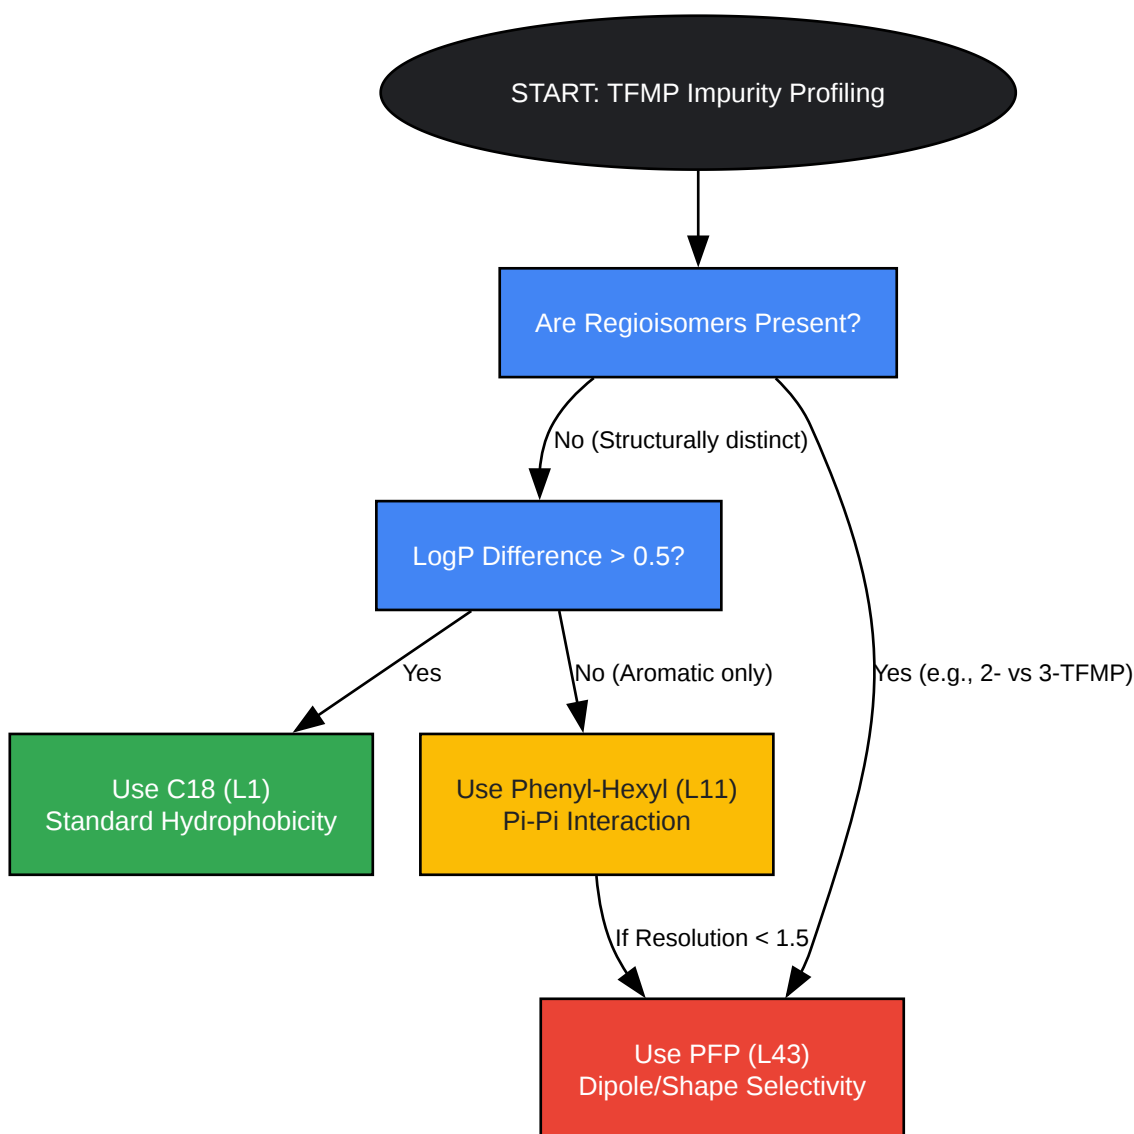 START: TFMP Impurity Profiling
Are Regioisomers Present?
No (Structurally distinct)
LogP Difference > 0.5?
Yes
No (Aromatic only)
Yes (e.g., 2- vs 3-TFMP)
Use C18 (L1)
Standard Hydrophobicity
Use Phenyl-Hexyl (L11)
Pi-Pi Interaction
If Resolution < 1.5
Use PFP (L43)
Dipole/Shape Selectivity